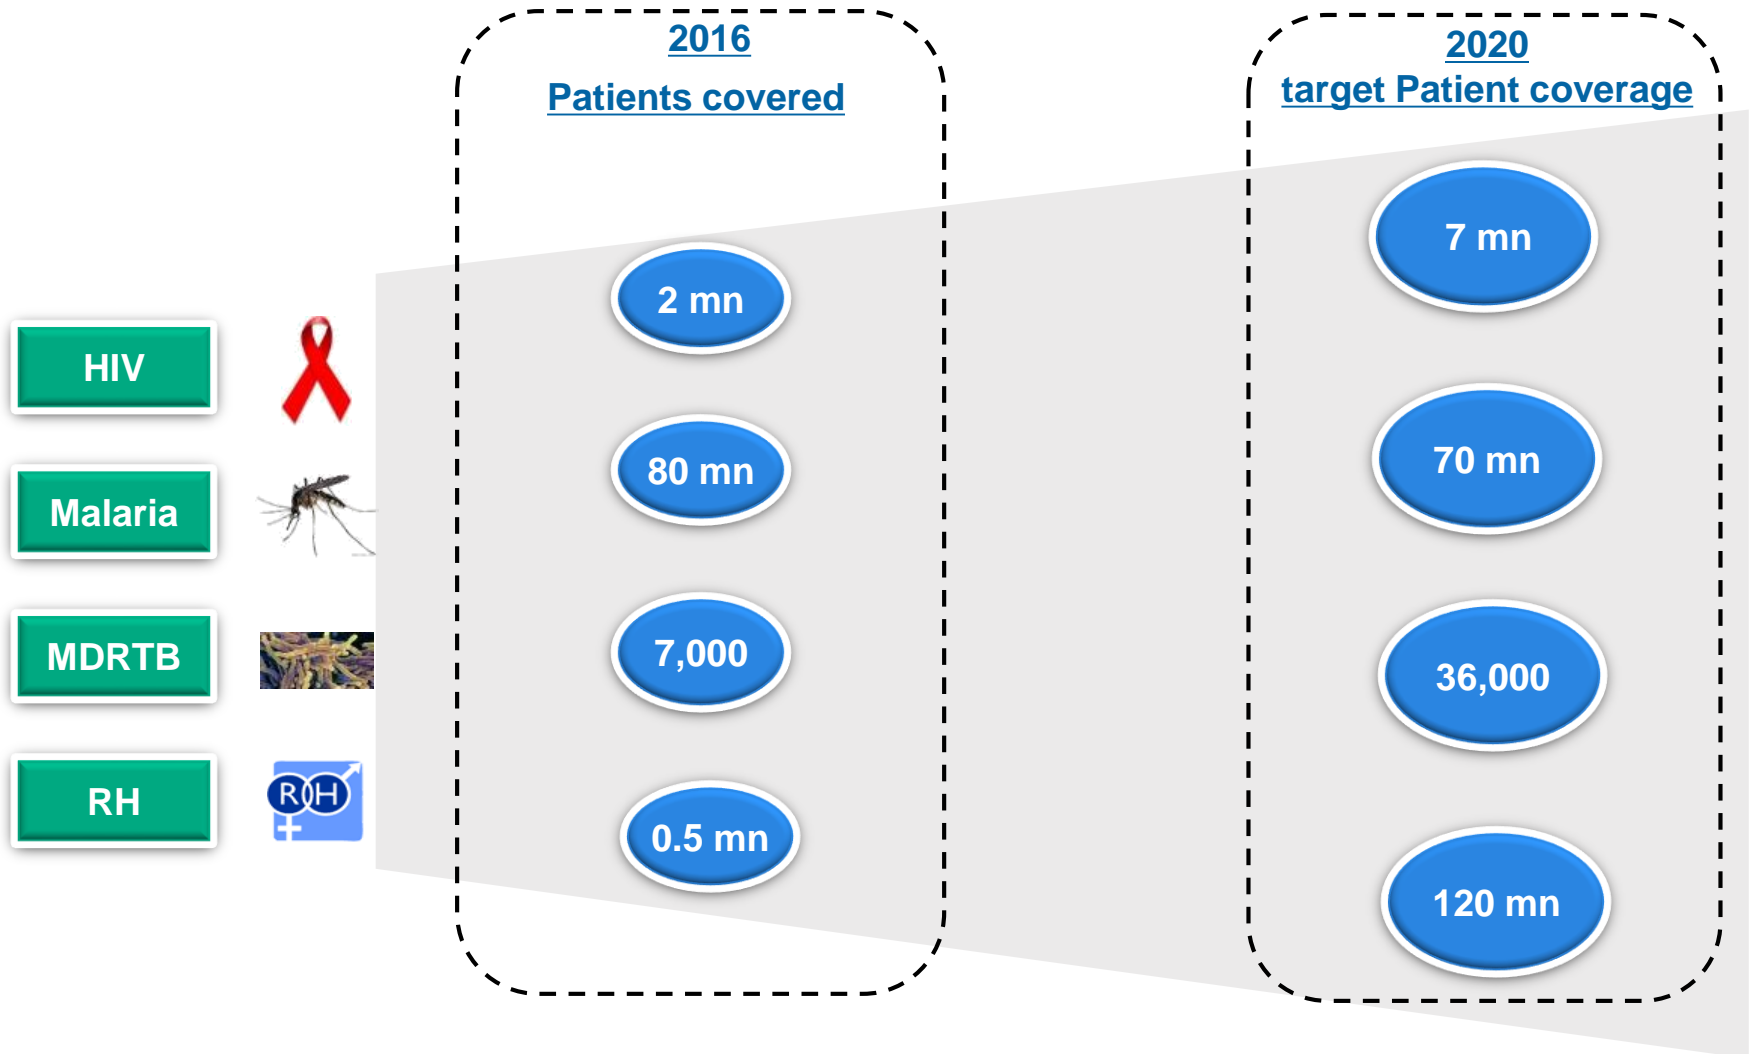 2016
Patients covered
2020
target Patient coverage
HIV
2 mn
7 mn
Malaria
80 mn
70 mn
MDRTB
7,000
36,000
RH
RH
0.5 mn
120 mn